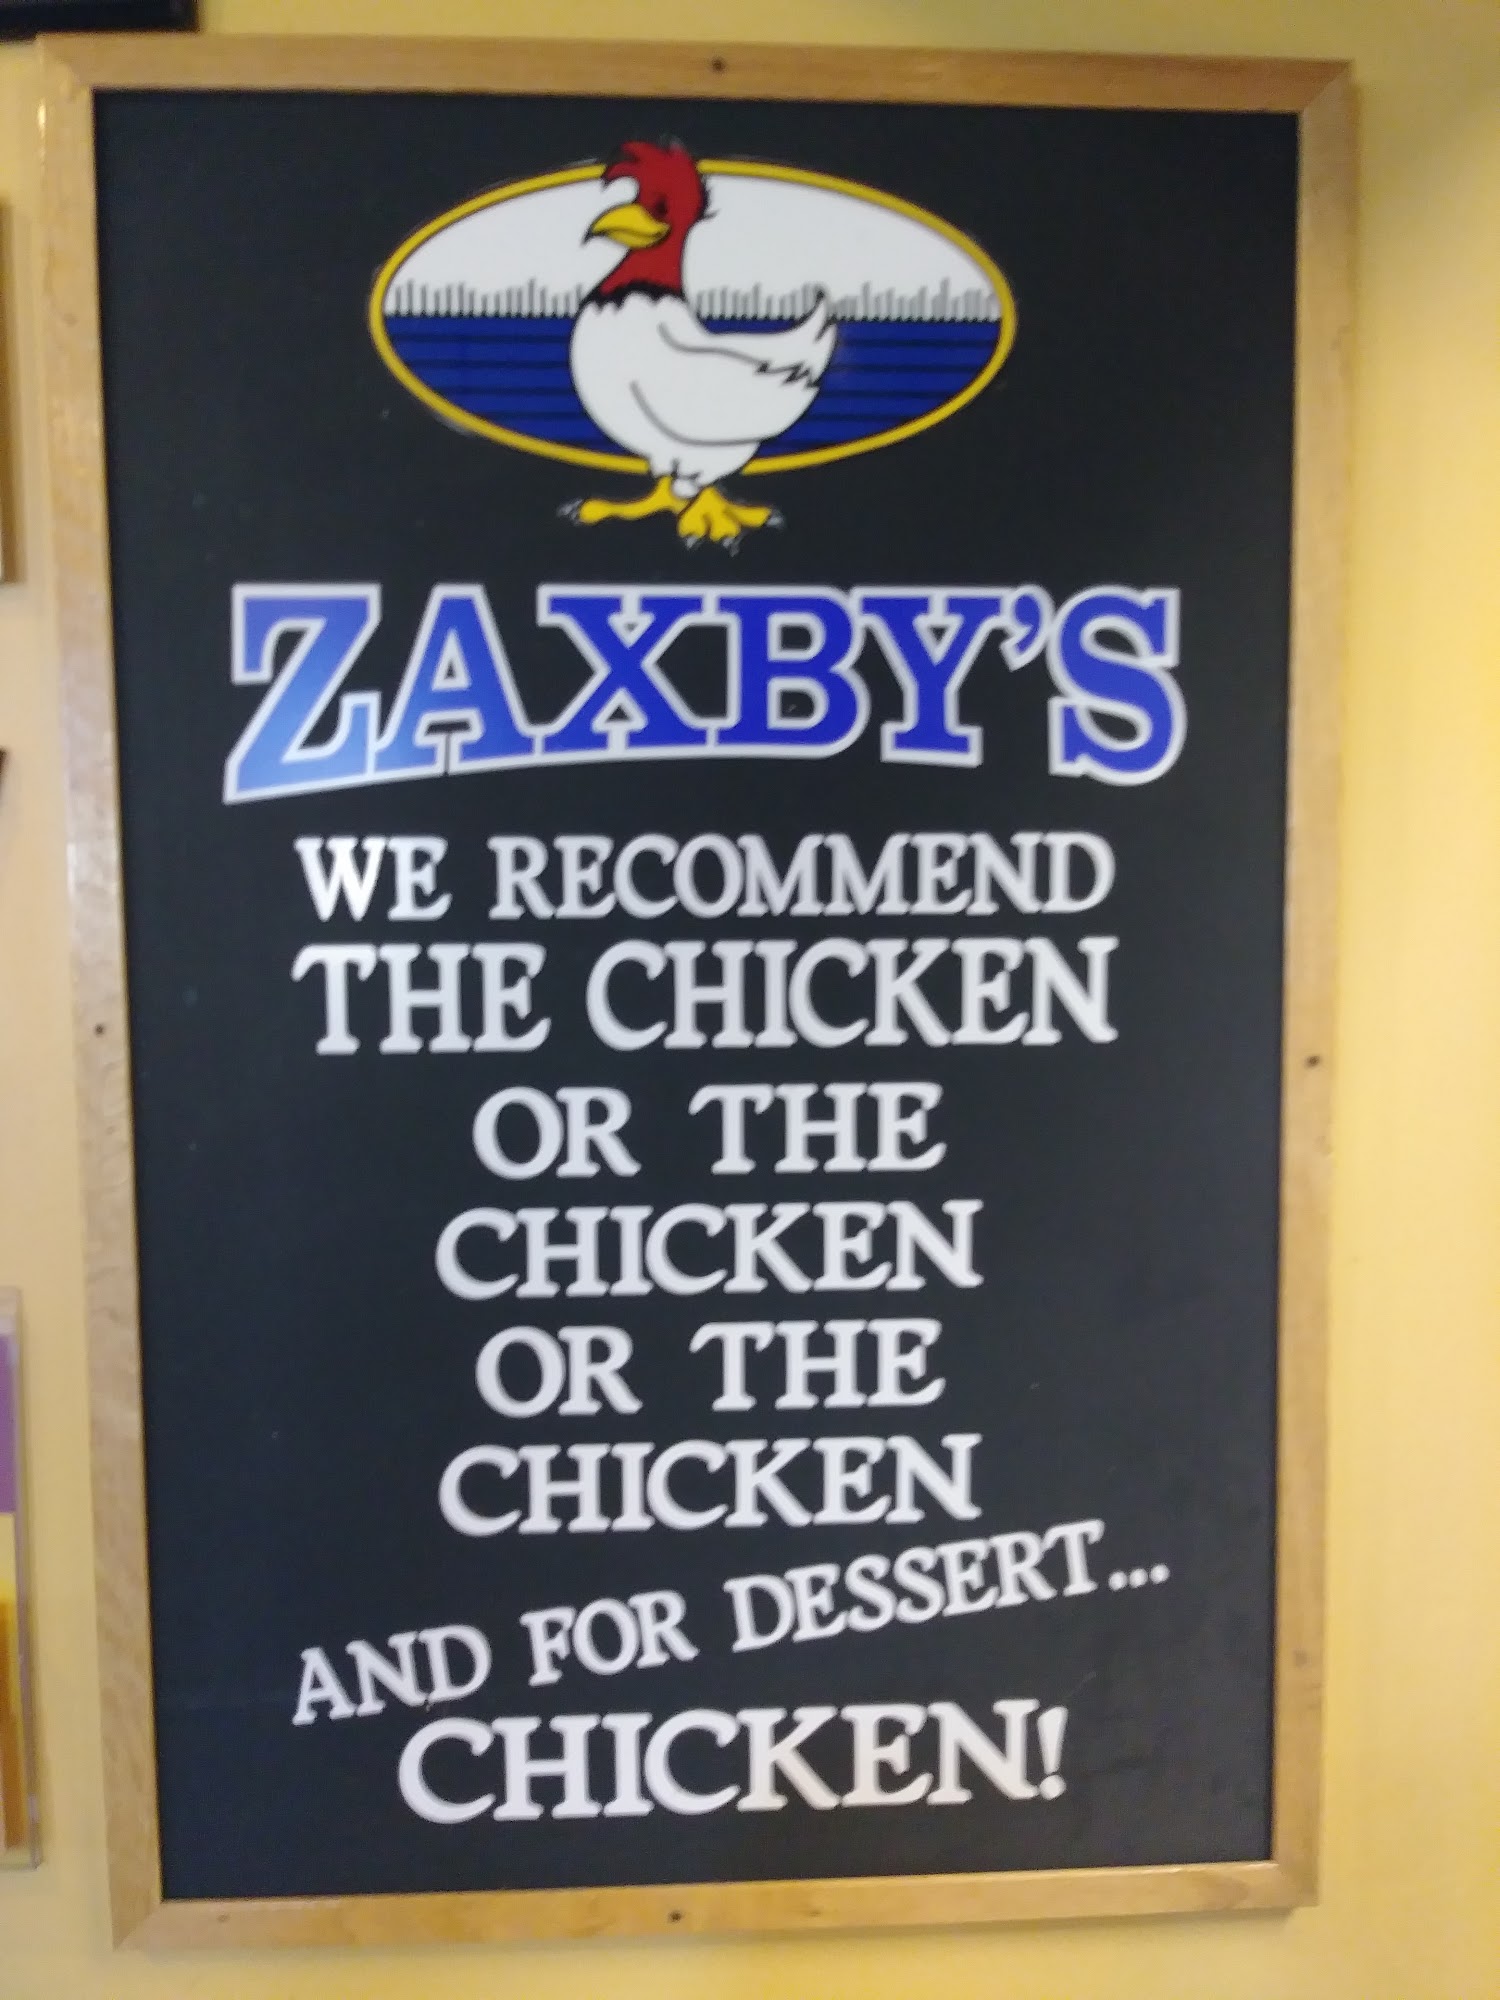 ZAXBY'S
WE RECOMMEND
THE CHICKEN
OR THE
CHICKEN
OR THE
CHICKEN
AND FOR DESSERT...
CHICKEN!